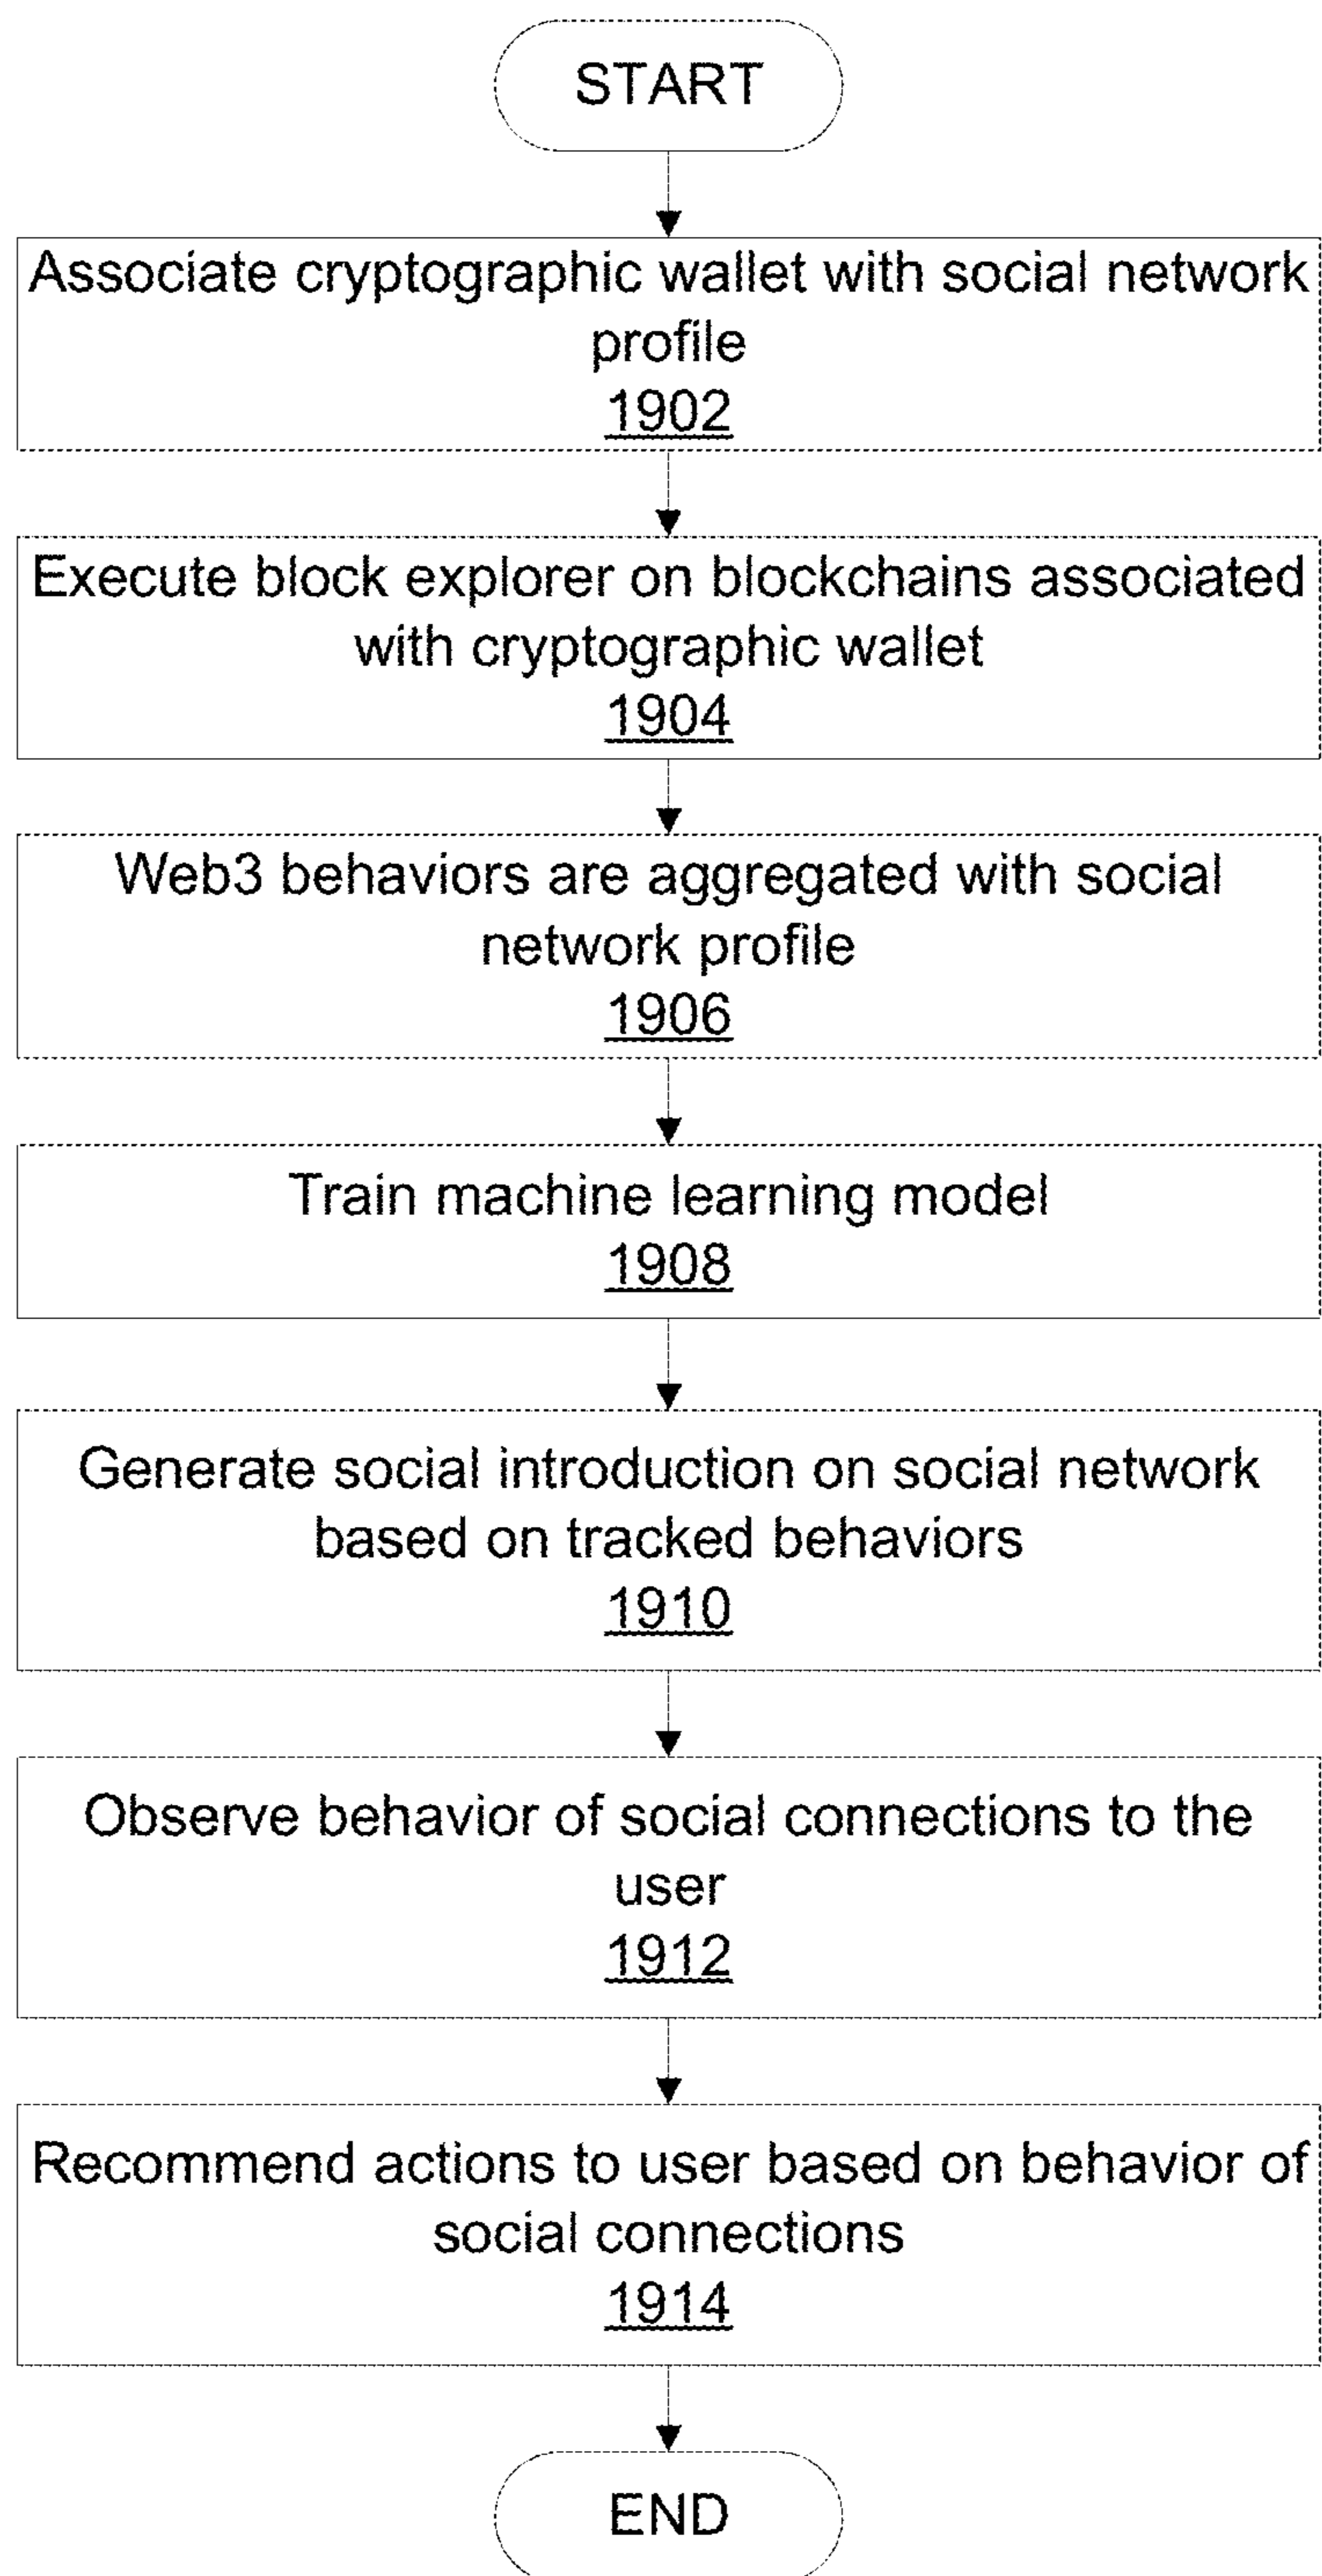 START
Associate cryptographic wallet with social network
profile
1902
Execute block explorer on blockchains associated
with cryptographic wallet
1904
Web3 behaviors are aggregated with social
network profile
1906
Train machine learning model
1908
Generate social introduction on social network
based on tracked behaviors
1910
Observe behavior of social connections to the
user
1912
Recommend actions to user based on behavior of
social connections
1914
END